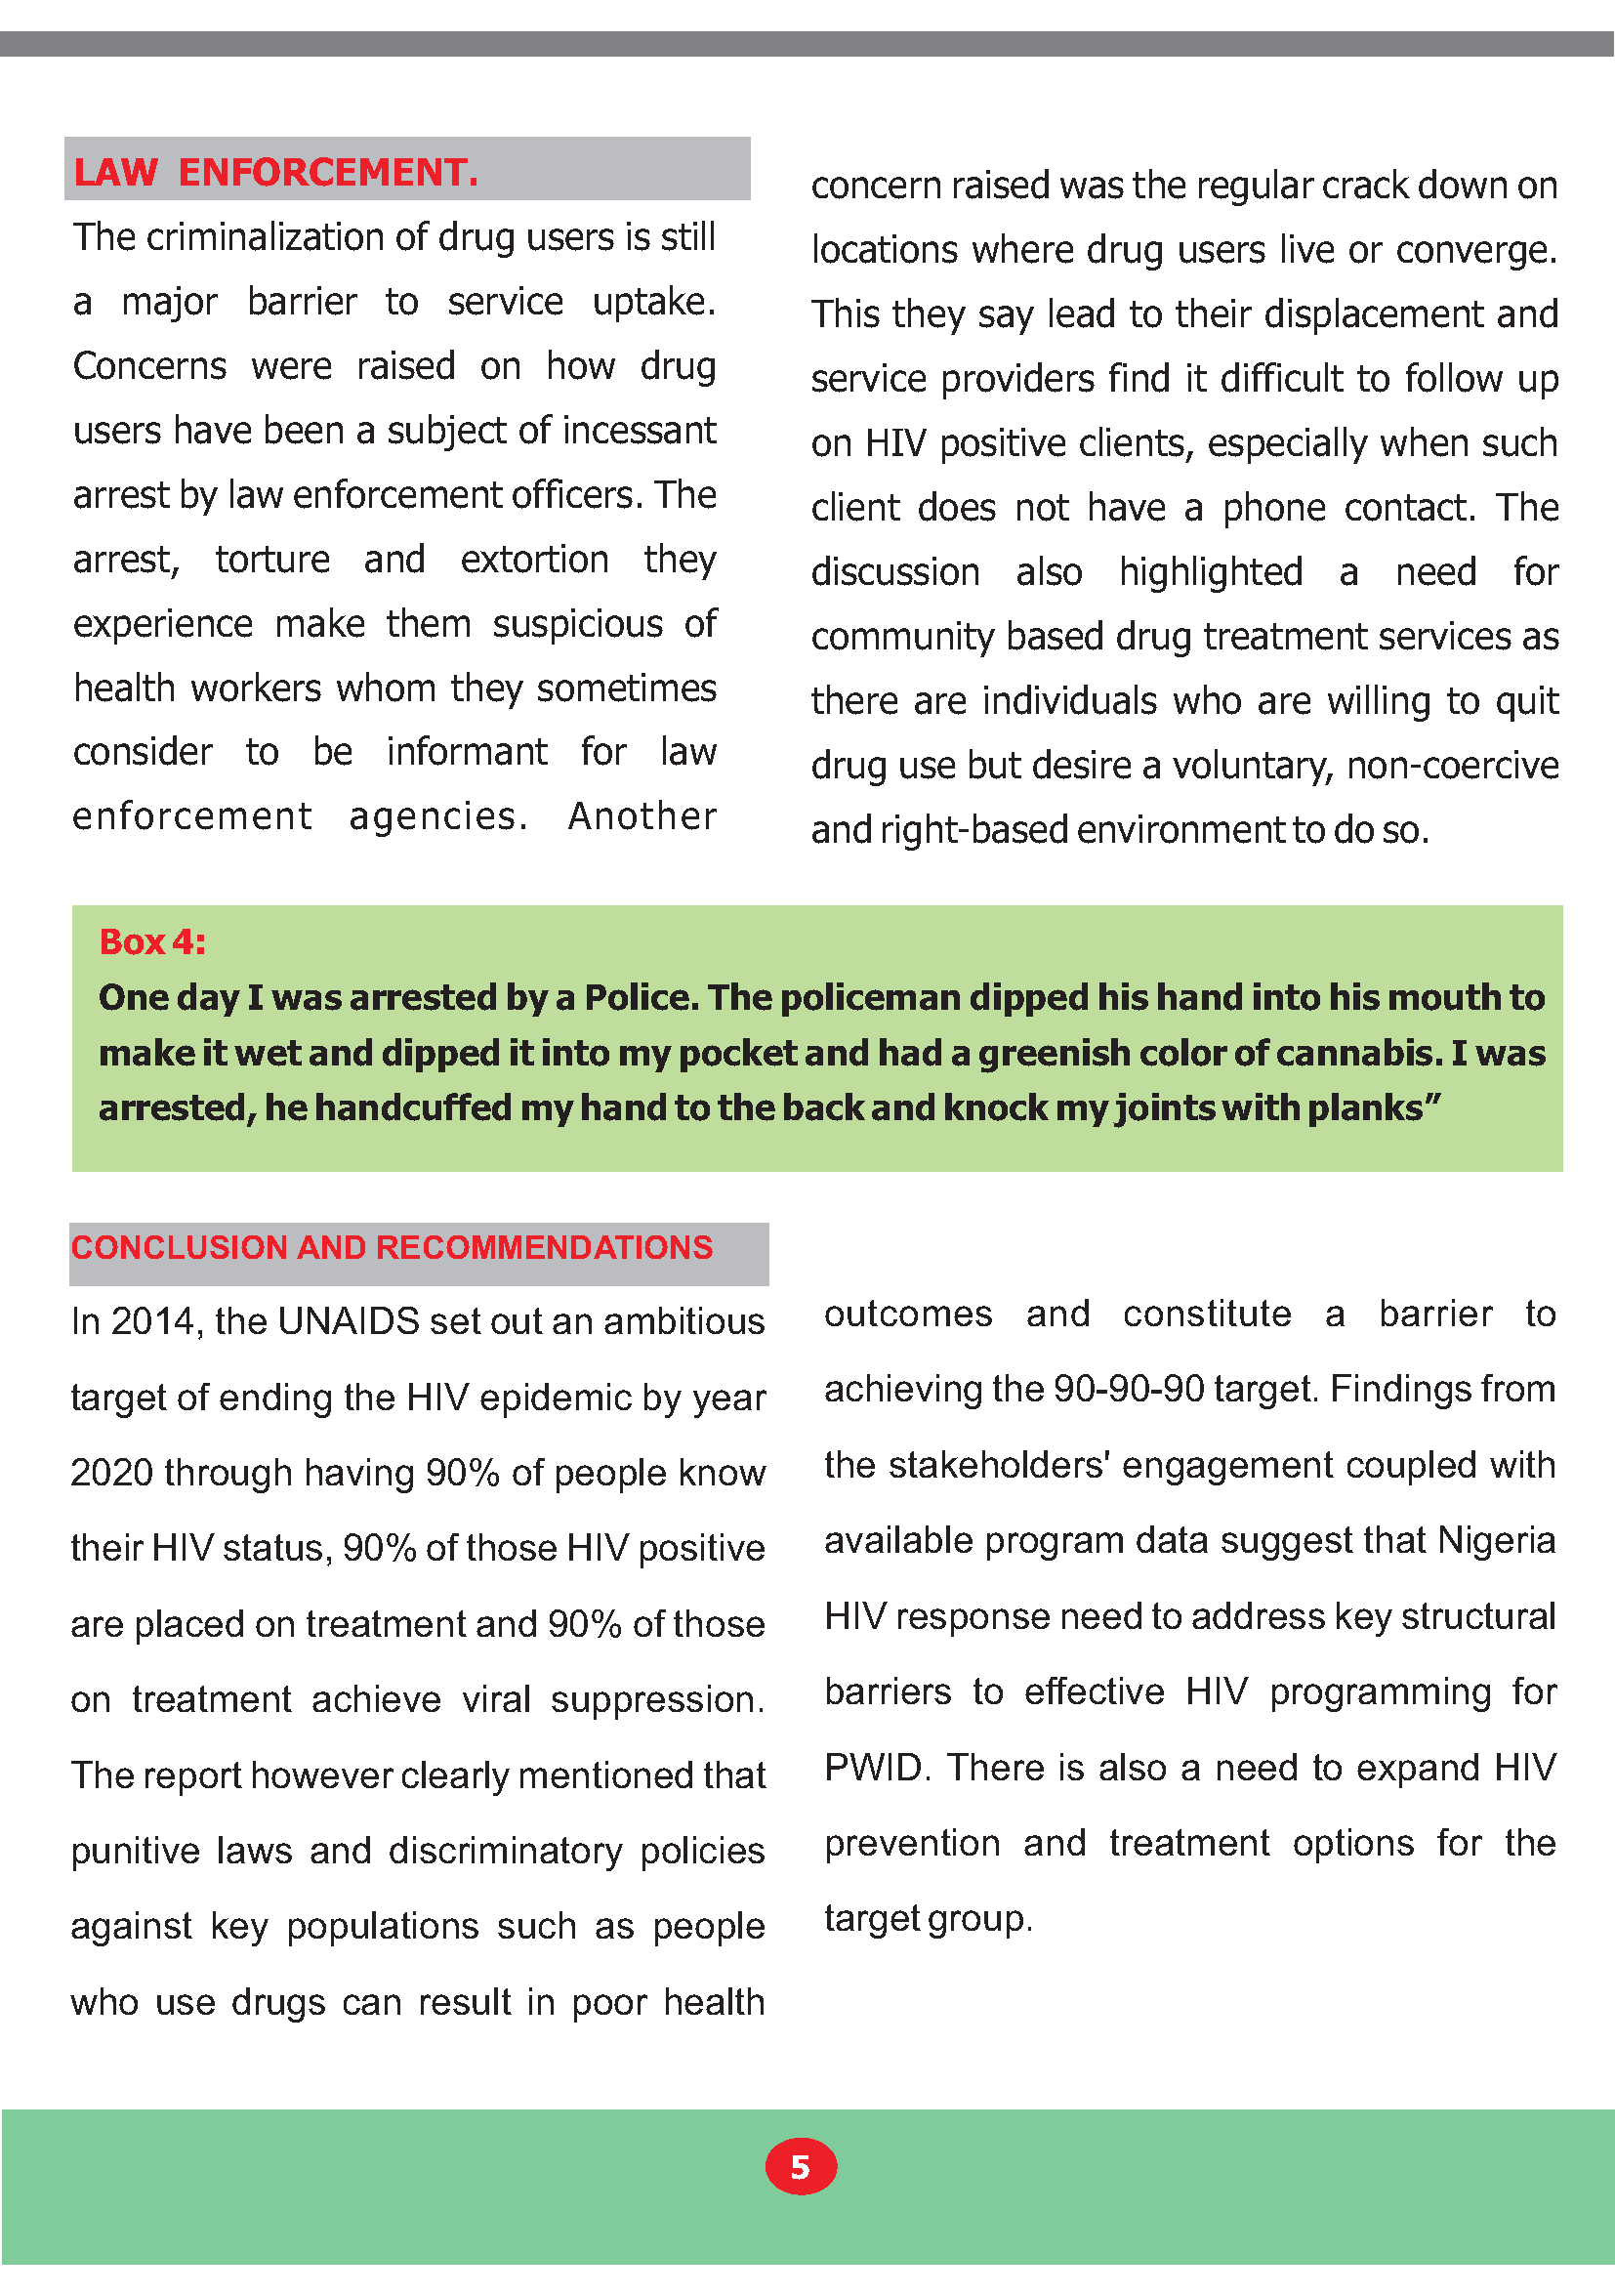 LAW ENFORCEMENT.
The criminalization of drug users is still
a major barrier to service uptake.
Concerns were raised on how drug
users have been a subject of incessant
arrest by law enforcement officers. The
arrest, torture and extortion they
experience make them suspicious of
health workers whom they sometimes
consider to be informant for law
enforcement agencies. Another
concern raised was the regular crack down on
locations where drug users live or converge.
This they say lead to their displacement and
service providers find it difficult to follow up
on HIV positive clients, especially when such
client does not have a phone contact. The
discussion also highlighted a need for
community based drug treatment services as
there are individuals who are willing to quit
drug use but desire a voluntary, non-coercive
and right-based environment to do so.
Box 4:
One day I was arrested by a Police. The policeman dipped his hand into his mouth to
make it wet and dipped it into my pocket and had a greenish color of cannabis. I was
arrested, he handcuffed my hand to the back and knock my joints with planks”
CONCLUSION AND RECOMMENDATIONS
In 2014, the UNAIDS set out an ambitious
target of ending the HIV epidemic by year
2020 through having 90% of people know
their HIV status, 90% of those HIV positive
are placed on treatment and 90% of those
on treatment achieve viral suppression.
The report however clearly mentioned that
punitive laws and discriminatory policies
against key populations such as people
who use drugs can result in poor health
outcomes and constitute a barrier to
achieving the 90-90-90 target. Findings from
the stakeholders' engagement coupled with
available program data suggest that Nigeria
HIV response need to address key structural
barriers to effective HIV programming for
PWID. There is also a need to expand HIV
prevention and treatment options for the
target group.
5